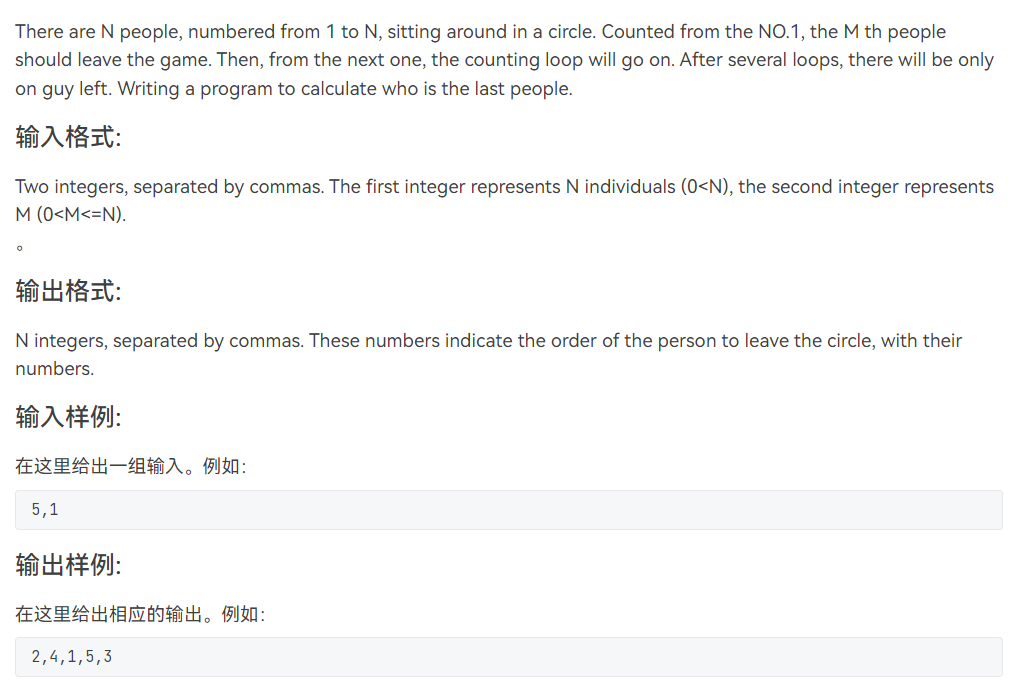 There are N people, numbered from 1 to N, sitting around in a circle. Counted from the NO.1, the M th people
should leave the game. Then, from the next one, the counting loop will go on. After several loops, there will be only
on guy left. Writing a program to calculate who is the last people.
输入格式:
Two integers, separated by commas. The first integer represents N individuals (0<N), the second integer represents
M (0<M<=N).
。
输出格式:
N integers, separated by commas. These numbers indicate the order of the person to leave the circle, with their
numbers.
输入样例:
在这里给出一组输入。例如:
5,1
输出样例:
在这里给出相应的输出。例如:
2,4,1,5,3